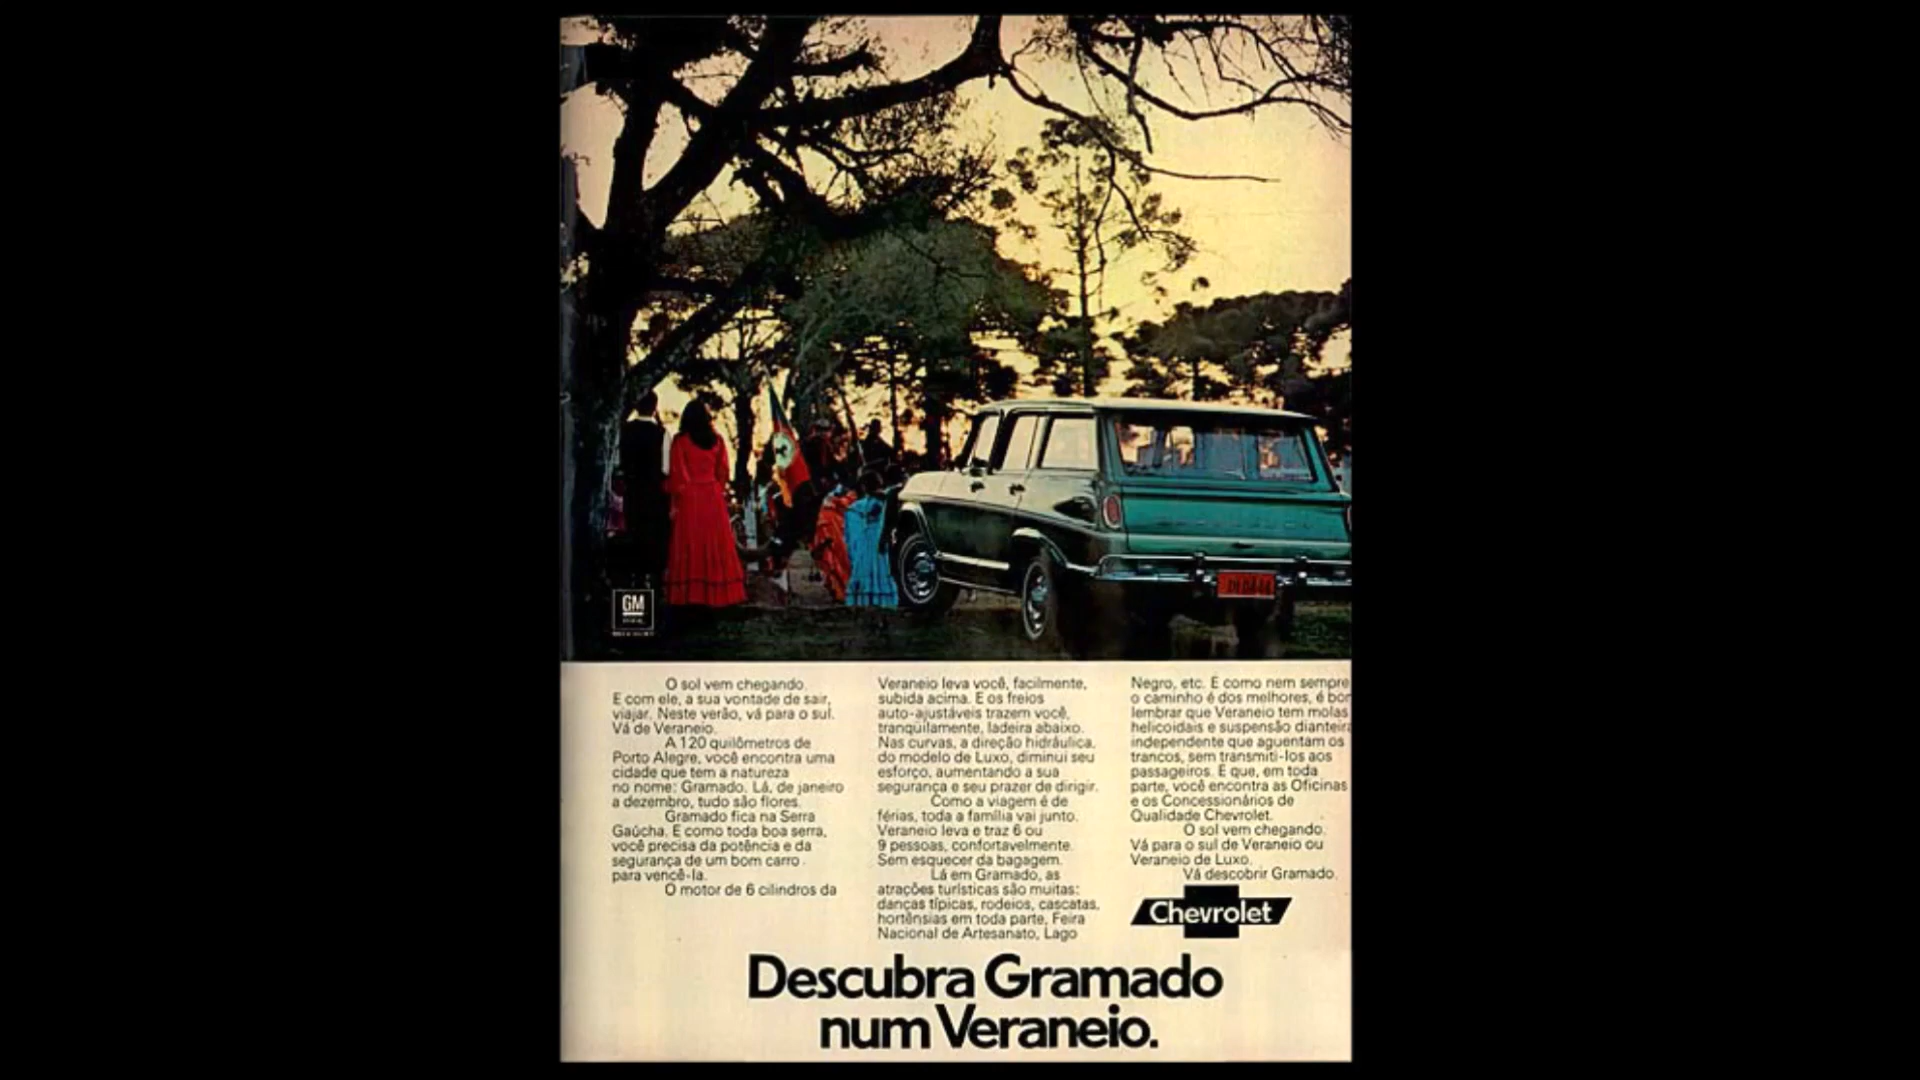 GM
O sol vem chegando.
E com ele, a sua vontade de sair,
viajar. Neste verão, vá para o sul.
Vá de Veraneio.
A 120 quilômetros de
Porto Alegre, você encontra uma
cidade que tem a natureza
no nome: Gramado. Lá, de janeiro
a dezembro, tudo são flores.
Gramado fica na Serra
Gaúcha. E como toda boa serra,
você precisa da potência e da
segurança de um bom carro
para vencê-la.
O motor de 6 cilindros da
Veraneio leva você, facilmente,
subida acima. E os freios
auto-ajustáveis trazem você,
tranqüilamente, ladeira abaixo.
Nas curvas, a direção hidráulica,
do modelo de Luxo, diminui seu
esforço, aumentando a sua
segurança e seu prazer de dirigir.
Como a viagem é de
férias, toda a família vai junto.
Veraneio leva e traz 6 ou
9 pessoas, confortavelmente.
Sem esquecer da bagagem.
Lá em Gramado, as
atrações turísticas são muitas:
danças típicas, rodeios, cascatas,
hortênsias em toda parte, Feira
Nacional de Artesanato, Lago
Negro, etc. E como nem sempre
o caminho é dos melhores, é bom
lembrar que Veraneio tem molas
helicoidais e suspensão dianteira
independente que agüentam os
trancos, sem transmiti-los aos
passageiros. E que, em toda
parte, você encontra as Oficinas
e os Concessionários de
Qualidade Chevrolet.
O sol vem chegando.
Vá para o sul de Veraneio ou
Veraneio de Luxo.
Vá descobrir Gramado.
Chevrolet
Descubra Gramado
num Veraneio.